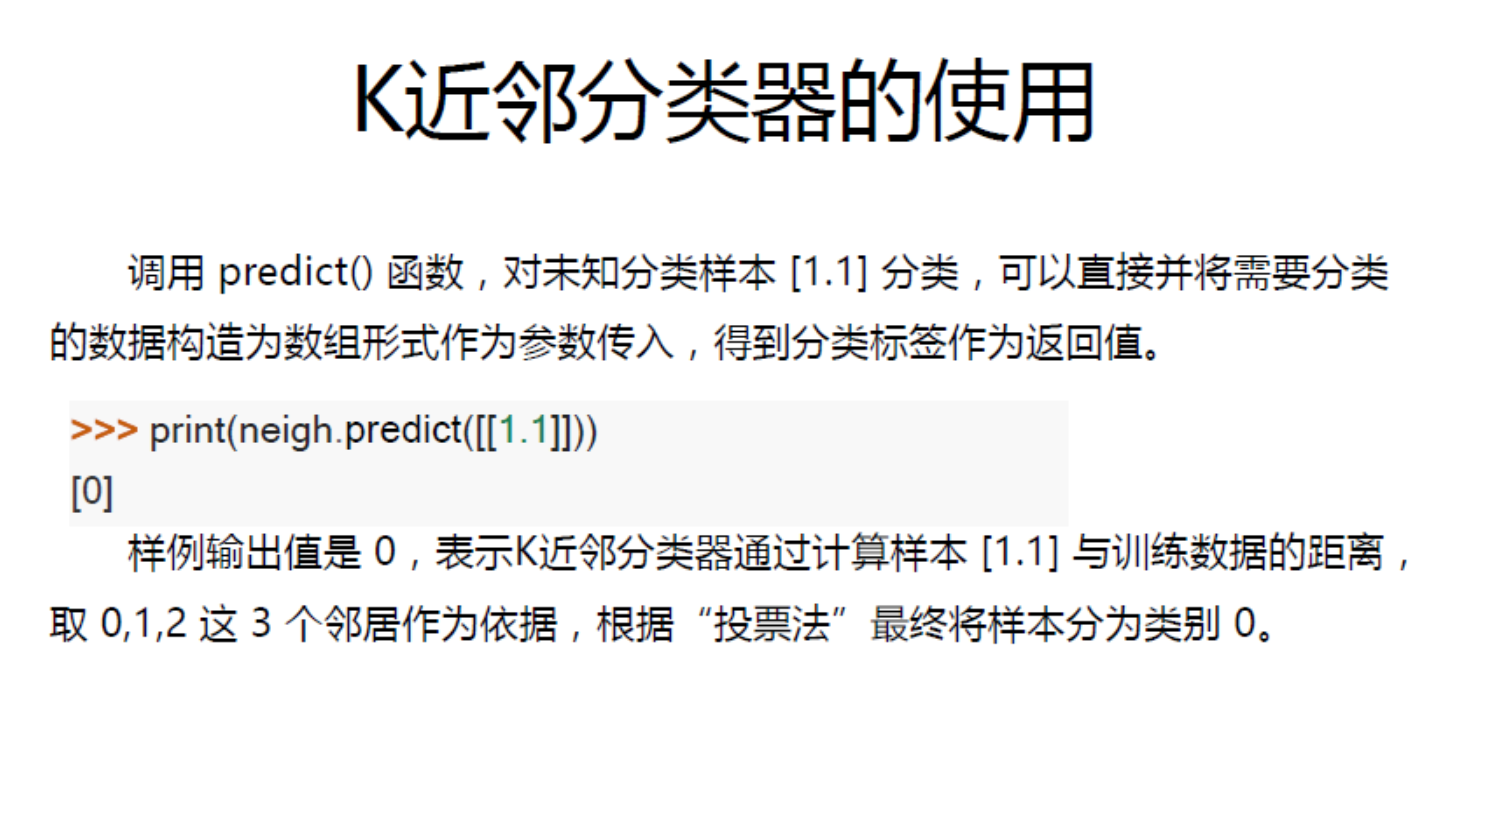 K近邻分类器的使用
调用 predict() 函数，对未知分类样本 [1.1] 分类，可以直接并将需要分类
的数据构造为数组形式作为参数传入，得到分类标签作为返回值。
>>> print(neigh.predict([[1.1]]))
[0]
样例输出值是 0，表示K近邻分类器通过计算样本 [1.1] 与训练数据的距离，
取 0,1,2 这 3 个邻居作为依据，根据“投票法”最终将样本分为类别 0。